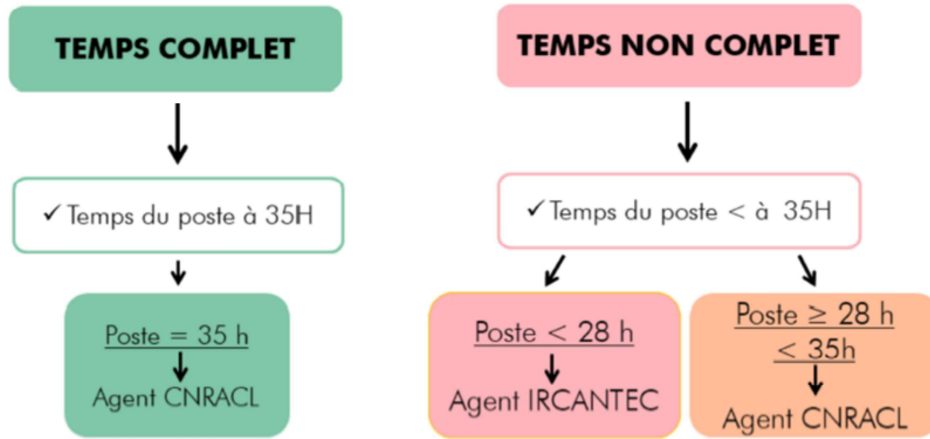 TEMPS COMPLET
✓ Temps du poste à 35H
Poste = 35 h
Agent CNRACL
TEMPS NON COMPLET
✓ Temps du poste < à 35H
Poste < 28 h
Agent IRCANTEC
Poste ≥ 28 h
< 35h
Agent CNRACL